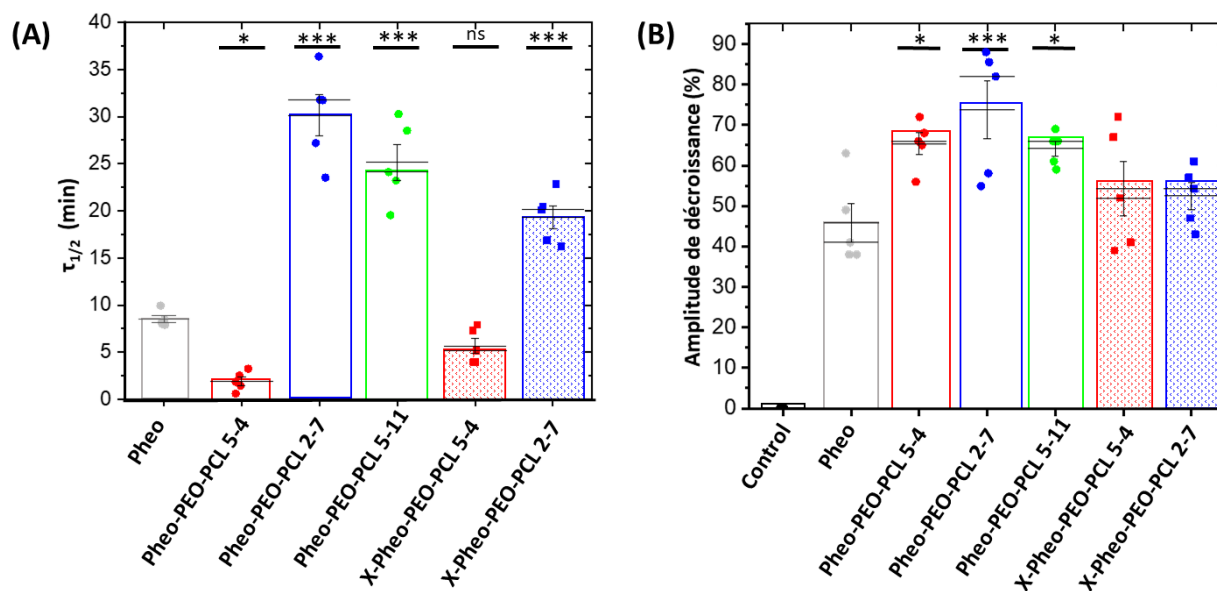 (A)
τ1/2 (min)
40
35
30
25
20
15
10
5
0
*
***
***
ns
***
Pheo
Pheo-PEO-PCL 5-4
Pheo-PEO-PCL 2-7
Pheo-PEO-PCL 5-11
X-Pheo-PEO-PCL 5-4
X-Pheo-PEO-PCL 2-7
(B)
Amplitude de décroissance (%)
90
80
70
60
50
40
30
20
10
0
*
***
*
Control
Pheo
Pheo-PEO-PCL 5-4
Pheo-PEO-PCL 2-7
Pheo-PEO-PCL 5-11
X-Pheo-PEO-PCL 5-4
X-Pheo-PEO-PCL 2-7